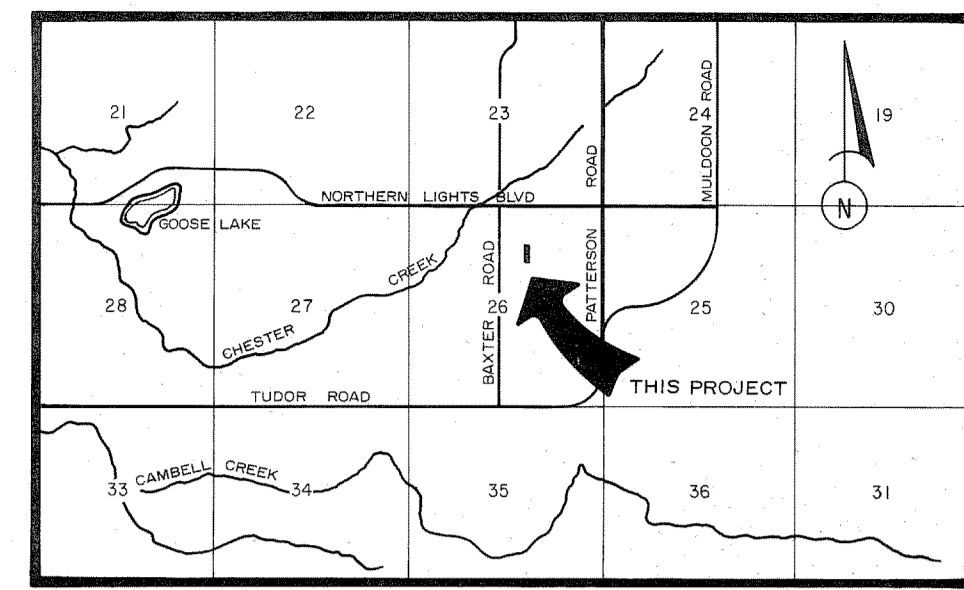 21
22
23
24
19
MULDOON ROAD
PATTERSON ROAD
NORTHERN LIGHTS BLVD
N
GOOSE LAKE
CHESTER CREEK
BAXTER ROAD
28
27
26
25
30
THIS PROJECT
TUDOR ROAD
CAMBELL CREEK
33
34
35
36
31